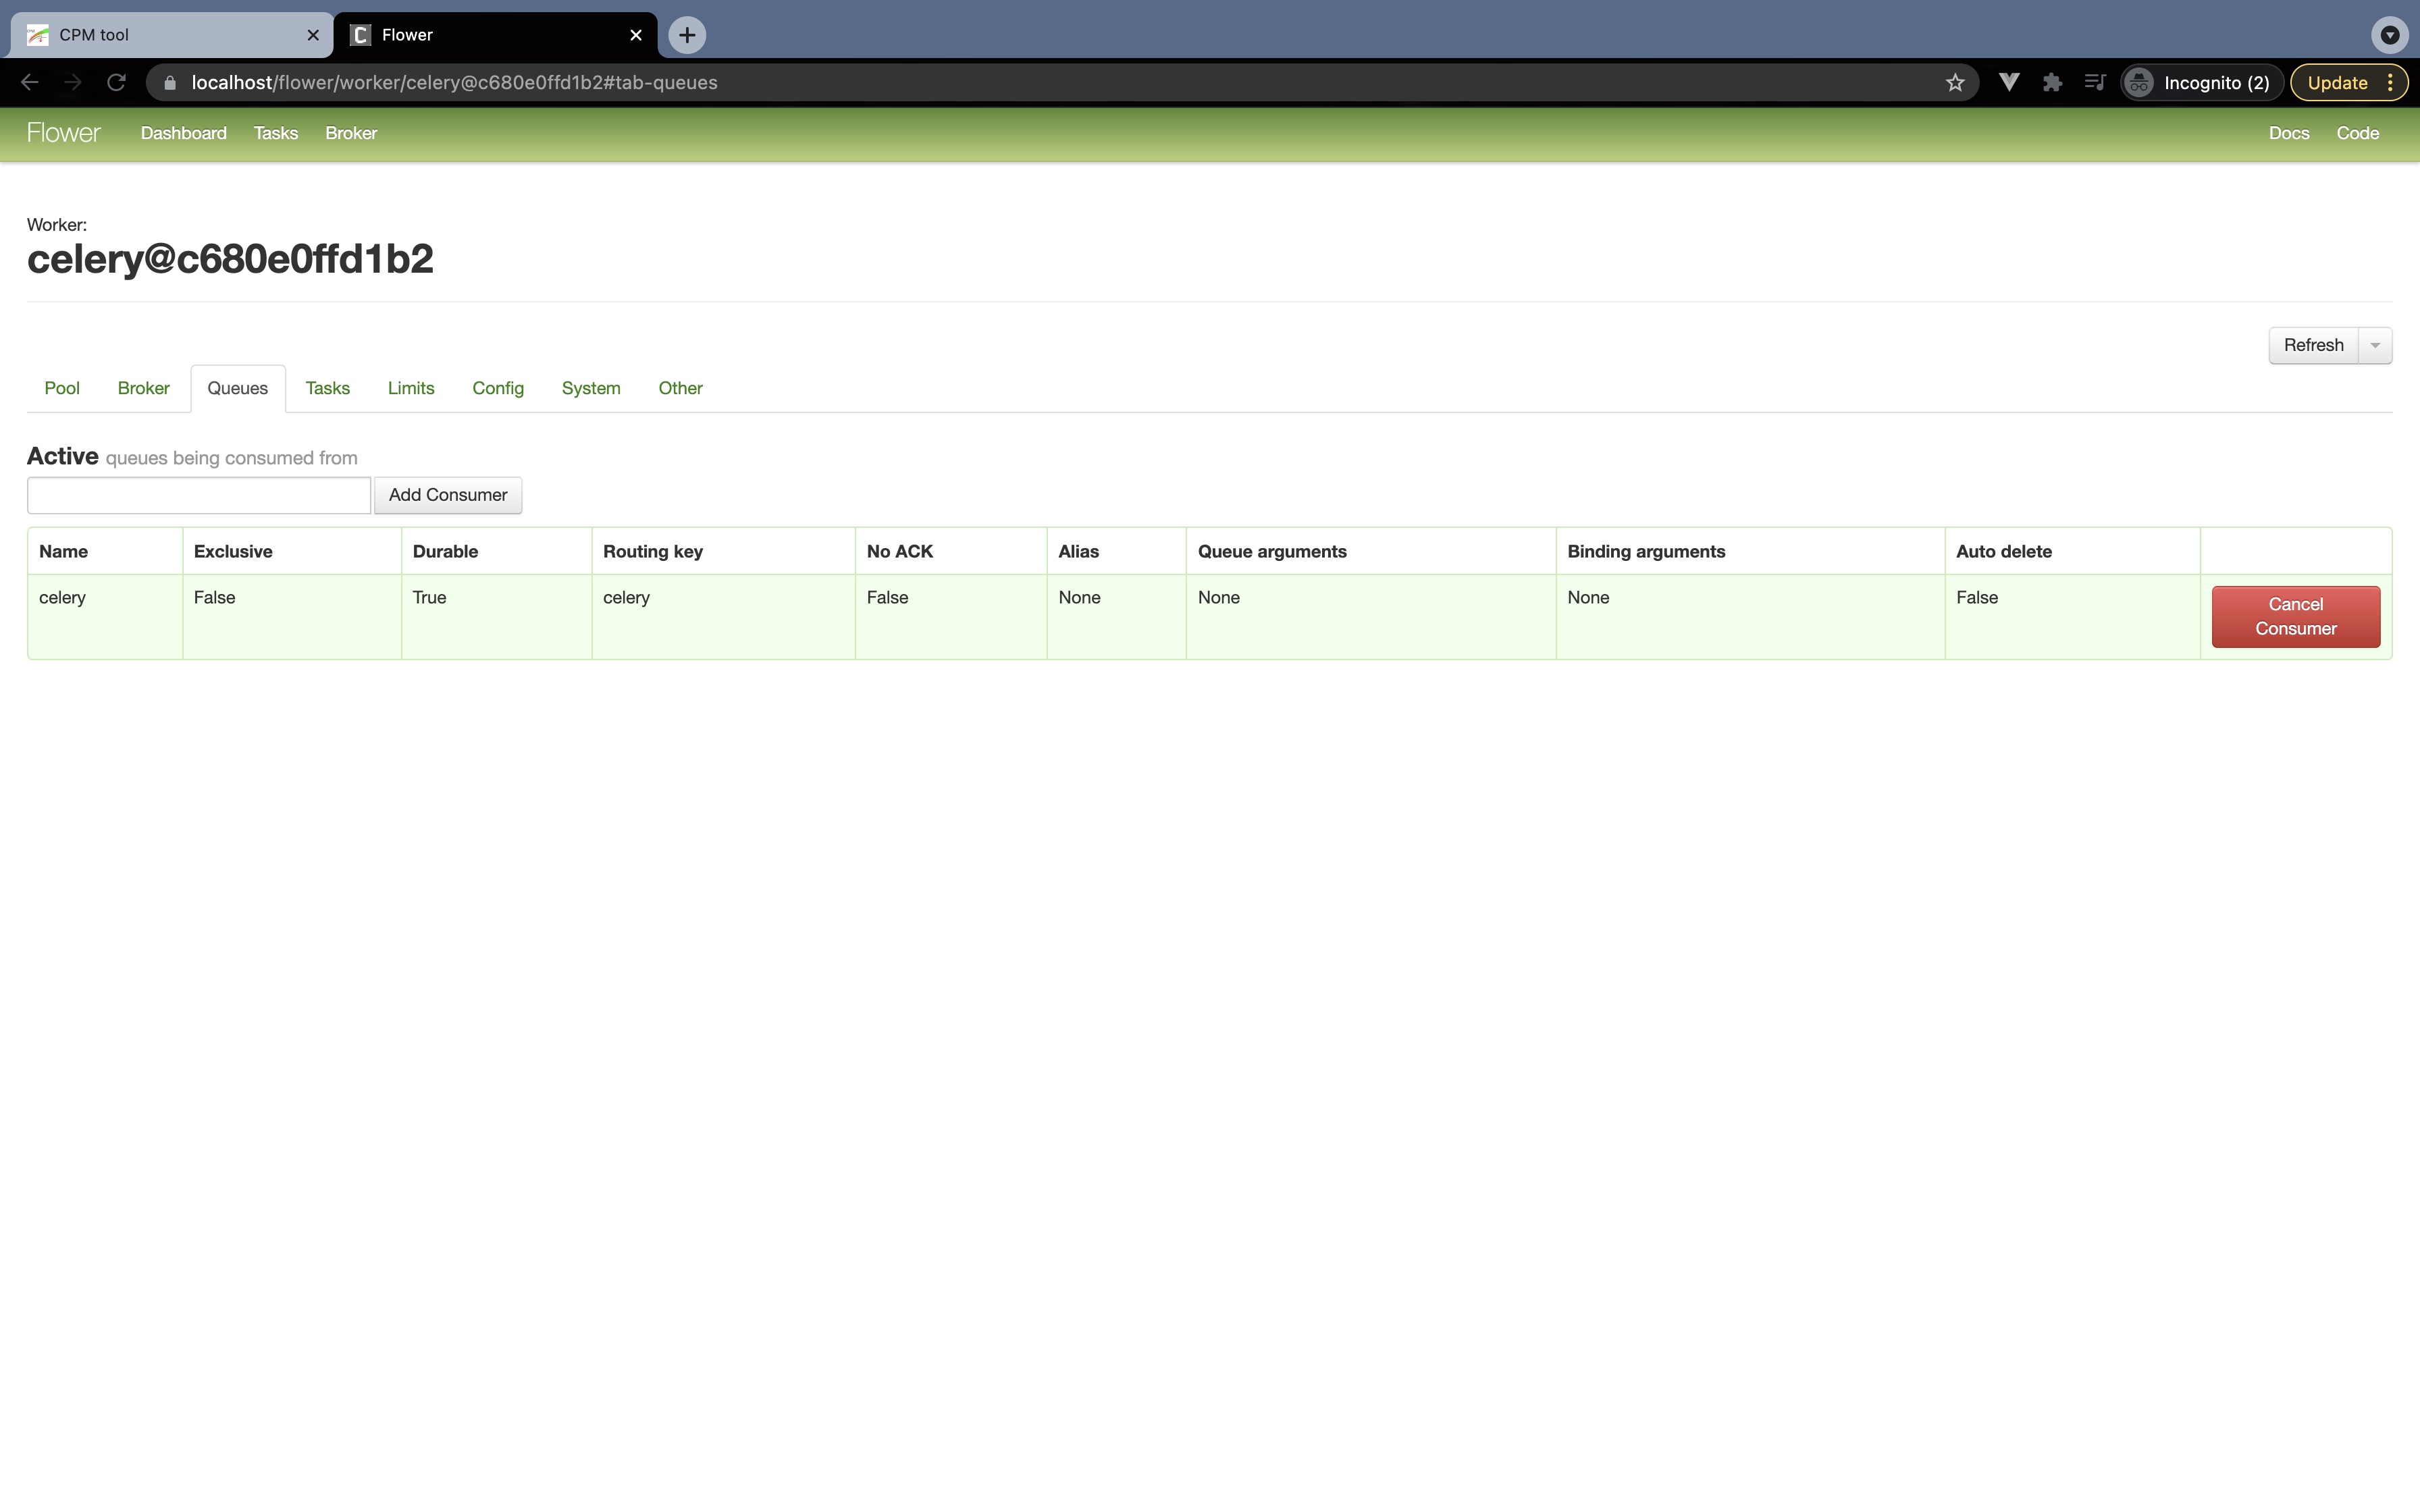 CPM tool
Flower
localhost/flower/worker/celery@c680e0ffd1b2#tab-queues
Incognito (2)
Update
Flower Dashboard Tasks Broker Docs Code
Worker:
celery@c680e0ffd1b2
Refresh
Pool Broker Queues Tasks Limits Config System Other
Active queues being consumed from
Add Consumer
Name Exclusive Durable Routing key No ACK Alias Queue arguments Binding arguments Auto delete
celery False True celery False None None None False
Cancel
Consumer